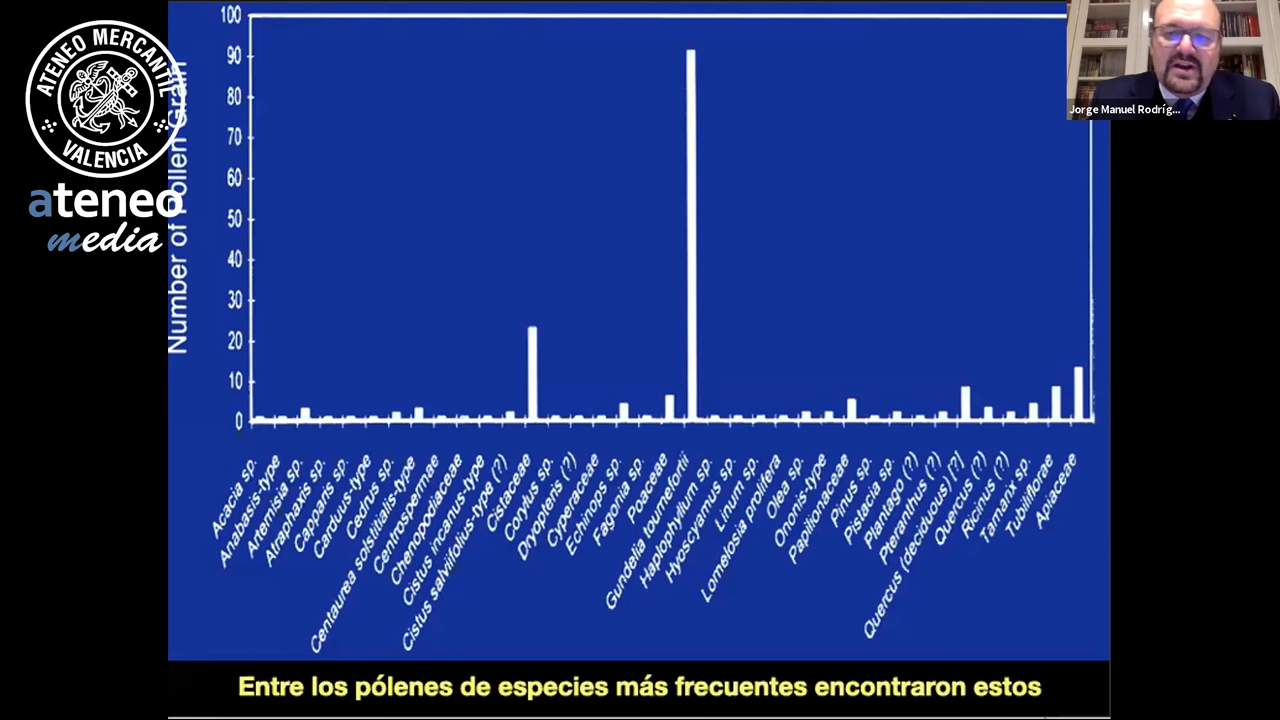 ATENEO MERCANTIL
VALENCIA
ateneo
media
Number of Pollen Grain
100
90
80
70
60
50
40
30
20
10
0
Acacia sp.
Anabasis-type
Artemisia sp.
Atraphaxis sp.
Capparis sp.
Carduus-type
Cedrus sp.
Centaurea solstitialis-type
Centrospermae
Chenopodiaceae
Cistus incanus-type
Cistus salviifolius-type (?)
Cistaceae
Corylus sp.
Dryopteris (?)
Cyperaceae
Echinops sp.
Fagonia sp.
Poaceae
Gundelia tournefortii
Haplophyllum sp.
Hyoscyamus sp.
Linum sp.
Lomelosia prolifera
Olea sp.
Ononis-type
Papilionaceae
Pinus sp.
Pistacia sp.
Plantago (?)
Pteranthus (?)
Quercus (deciduous) (?)
Quercus (?)
Ricinus (?)
Tamarix sp.
Tubiliflorae
Apiaceae
Jorge Manuel Rodríg...
Entre los pólenes de especies más frecuentes encontraron estos